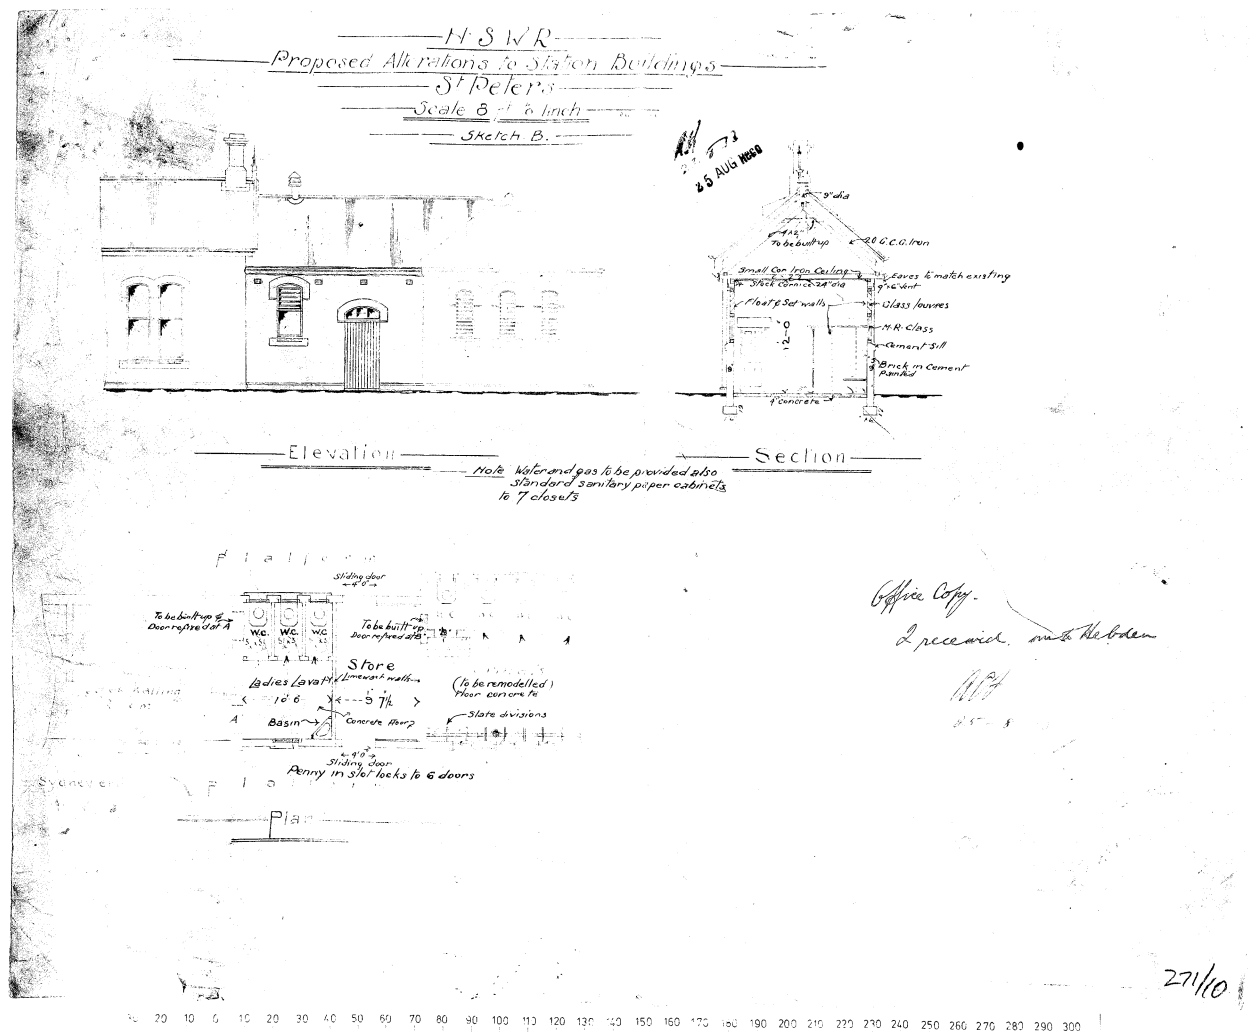 N S W R
Proposed Alterations to Station Buildings
St Peters
Scale 8 ft to 1 inch
Sketch B.
25 AUG
9" dia
4"x2"
To be built up
20 G.C.G. Iron
Small Cor Iron Ceiling
Eaves to match existing
Stock Cornice 24" dia
9"x6" vent
Float & Set walls
Glass louvres
12-0
M.R. Glass
Cement Sill
Brick in Cement
Painted
4" concrete
Elevation
Section
Note Water and gas to be provided also
standard sanitary paper cabinets
to 7 closets
Platform
Sliding door
4'0"
To be built up &
Door refixed at A
W.C. W.C. W.C.
To be built up
Door refixed at "B"
"B"
A A A
A A
Store
Ladies Lavat
Limewash walls
(To be remodelled)
Floor concrete
10' 6
9' 7½
A
Basin
Concrete Floor
Slate divisions
4'0"
Sliding door
Penny in slot locks to 6 doors
Sydney
Plan
Office Copy.
2 received. Hebden
271/10
20 10 0 10 20 30 40 50 60 70 80 90 100 110 120 130 140 150 160 170 180 190 200 210 220 230 240 250 260 270 280 290 300